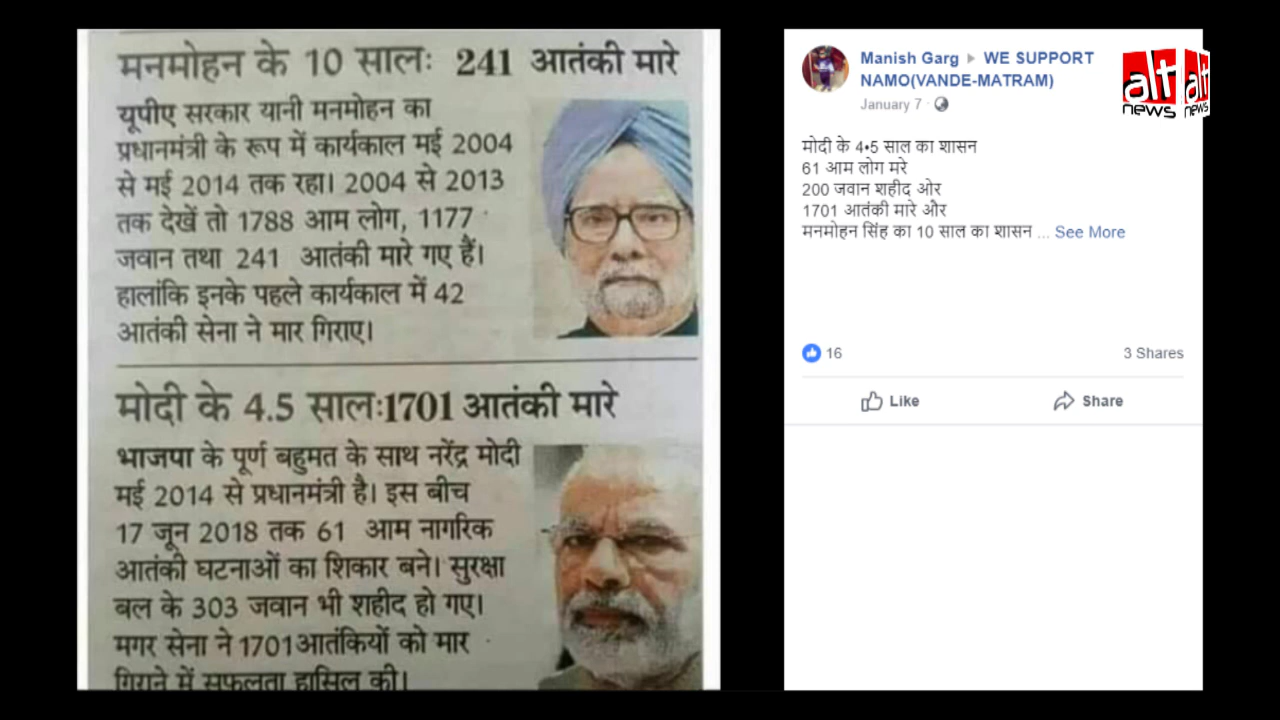 मनमोहन के 10 सालः 241 आतंकी मारे
यूपीए सरकार यानी मनमोहन का
प्रधानमंत्री के रूप में कार्यकाल मई 2004
से मई 2014 तक रहा। 2004 से 2013
तक देखें तो 1788 आम लोग, 1177
जवान तथा 241 आतंकी मारे गए हैं।
हालांकि इनके पहले कार्यकाल में 42
आतंकी सेना ने मार गिराए।
मोदी के 4.5 सालः1701 आतंकी मारे
भाजपा के पूर्ण बहुमत के साथ नरेंद्र मोदी
मई 2014 से प्रधानमंत्री है। इस बीच
17 जून 2018 तक 61 आम नागरिक
आतंकी घटनाओं का शिकार बने। सुरक्षा
बल के 303 जवान भी शहीद हो गए।
मगर सेना ने 1701आतंकियों को मार
गिराने में सफलता हासिल की।
Manish Garg ▸ WE SUPPORT
NAMO(VANDE-MATRAM)
January 7 ·
मोदी के 4•5 साल का शासन
61 आम लोग मरे
200 जवान शहीद ओर
1701 आतंकी मारे और
मनमोहन सिंह का 10 साल का शासन ... See More
16
3 Shares
Like
Share
alt
news
alt
news